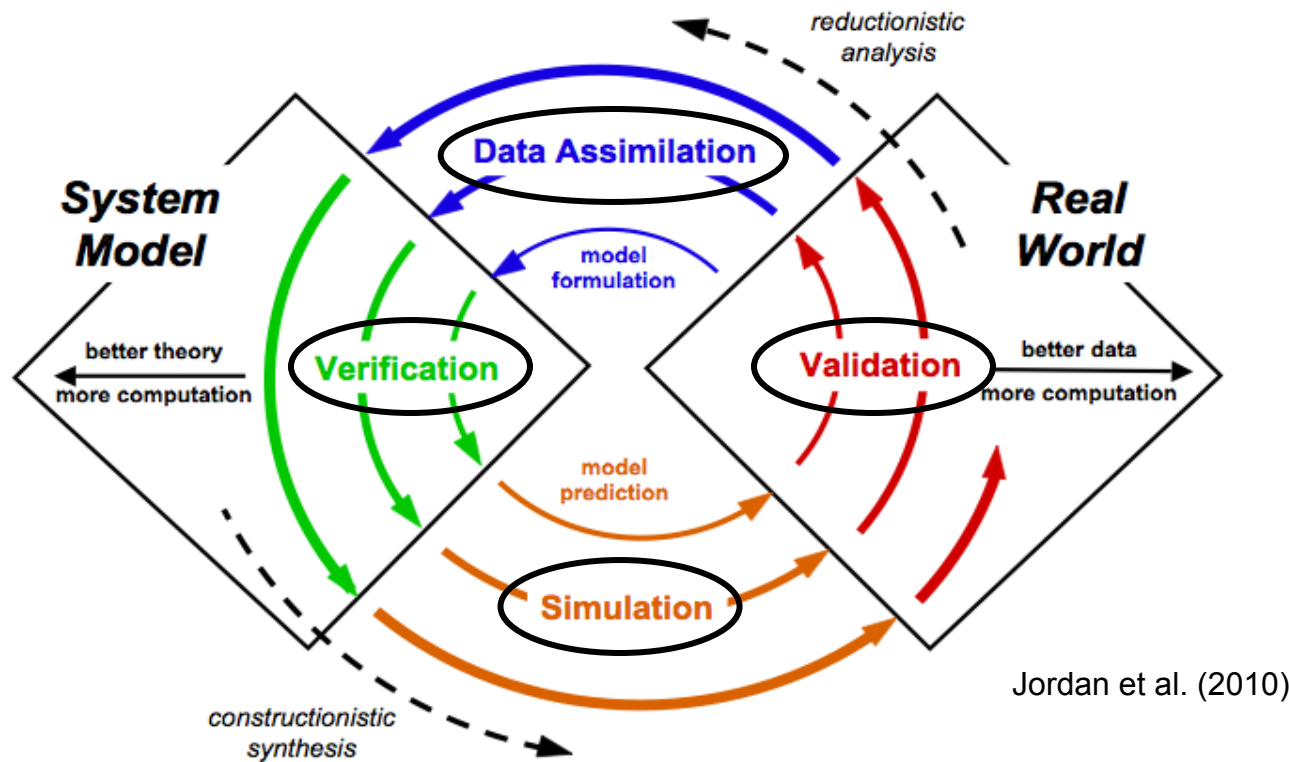 reductionistic
analysis
Data Assimilation
System
Model
Real
World
model
formulation
better theory
more computation
Verification
Validation
better data
more computation
model
prediction
Simulation
Jordan et al. (2010)
constructionistic
synthesis